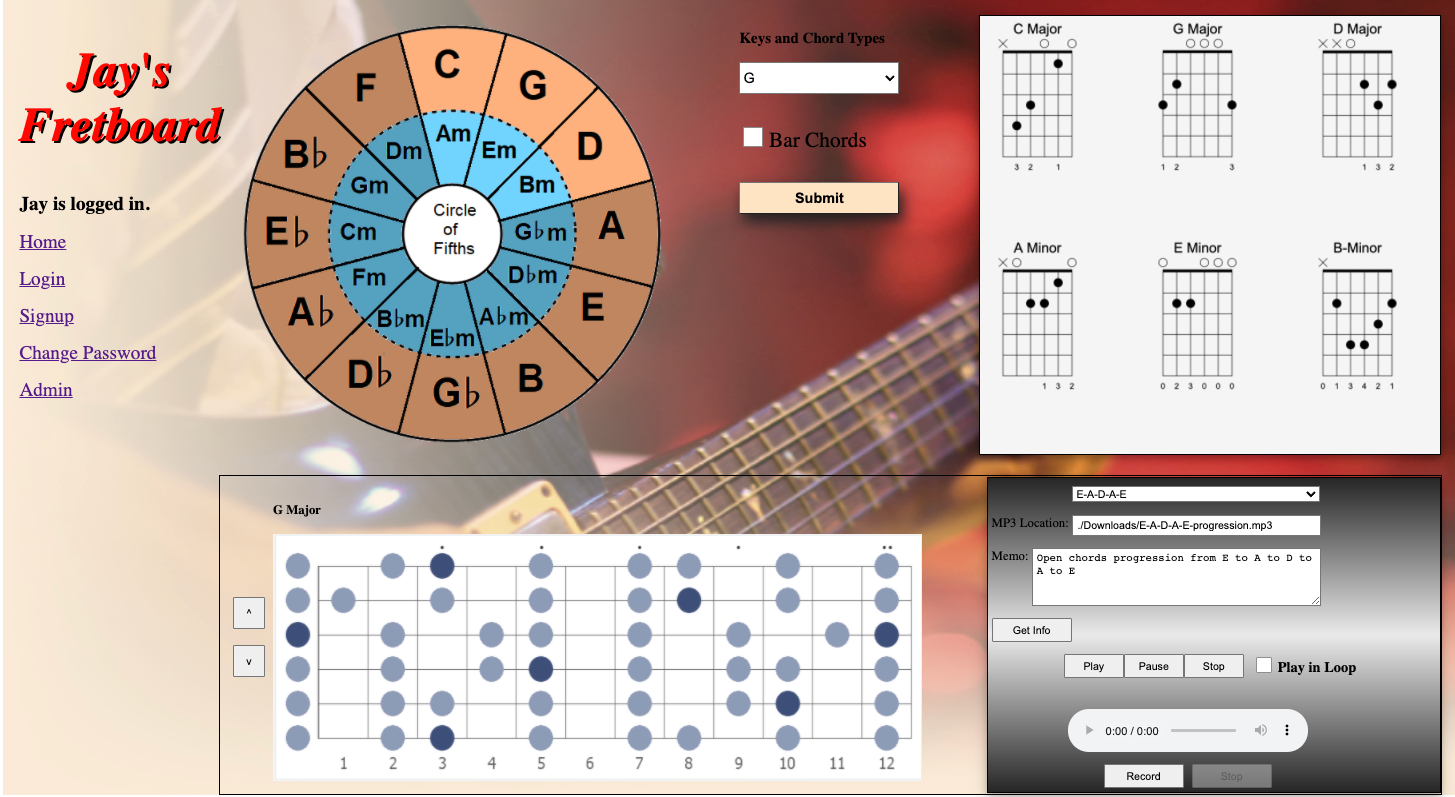 Jay's
Fretboard
Jay is logged in.
Home
Login
Signup
Change Password
Admin
C
G
D
A
E
B
G♭
D♭
A♭
E♭
B♭
F
Am
Em
Bm
G♭m
D♭m
A♭m
E♭m
B♭m
Fm
Cm
Gm
Dm
Circle
of
Fifths
Keys and Chord Types
G
Bar Chords
Submit
C Major
X O O
3 2 1
G Major
O O O
1 2 3
D Major
X X O
1 3 2
A Minor
X O O
1 3 2
E Minor
O O O O
0 2 3 0 0 0
B-Minor
X
0 1 3 4 2 1
G Major
^
v
1 2 3 4 5 6 7 8 9 10 11 12
E-A-D-A-E
MP3 Location: ./Downloads/E-A-D-A-E-progression.mp3
Memo: Open chords progression from E to A to D to
A to E
Get Info
Play Pause Stop Play in Loop
0:00 / 0:00
Record Stop